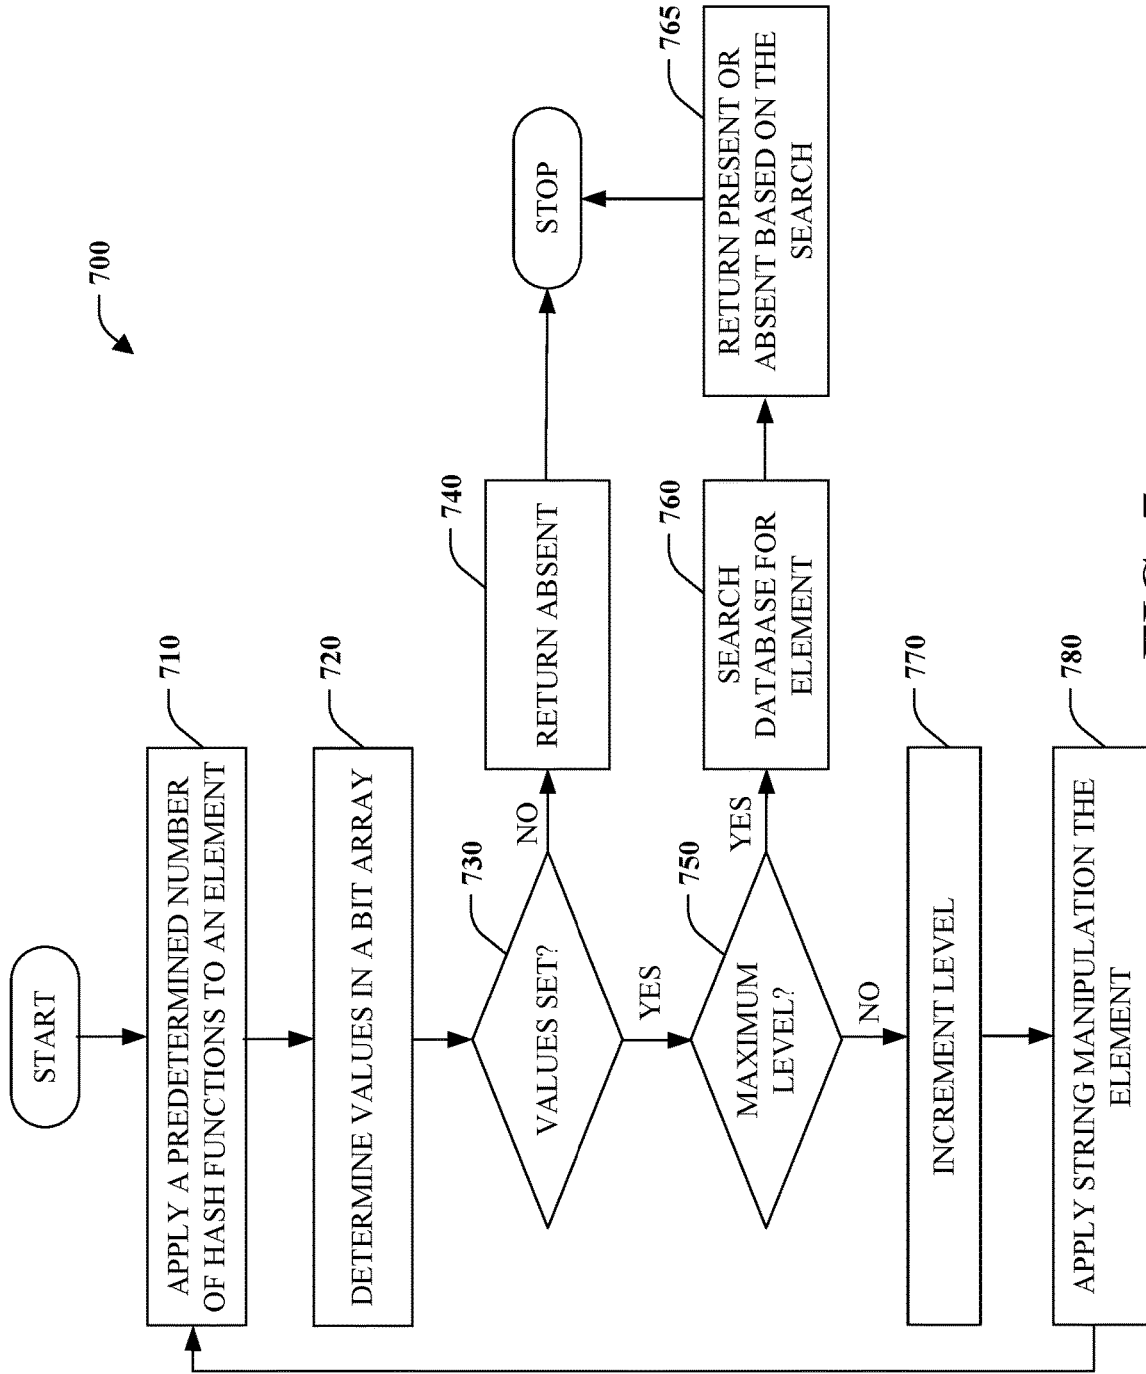 700
START
APPLY A PREDETERMINED NUMBER
OF HASH FUNCTIONS TO AN ELEMENT
710
DETERMINE VALUES IN A BIT ARRAY
720
VALUES SET?
730
NO
RETURN ABSENT
740
STOP
YES
MAXIMUM
LEVEL?
750
YES
SEARCH
DATABASE FOR
ELEMENT
760
RETURN PRESENT OR
ABSENT BASED ON THE
SEARCH
765
NO
INCREMENT LEVEL
770
APPLY STRING MANIPULATION THE
ELEMENT
780